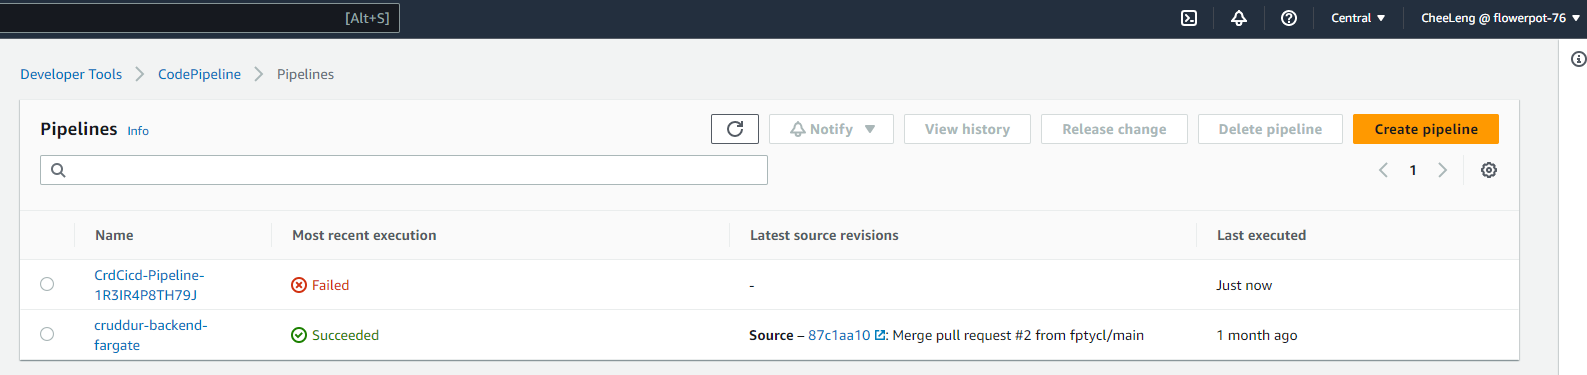 [Alt+S]
Central
CheeLeng @ flowerpot-76
Developer Tools
CodePipeline
Pipelines
Pipelines
Info
Notify
View history
Release change
Delete pipeline
Create pipeline
1
Name
Most recent execution
Latest source revisions
Last executed
CrdCicd-Pipeline-
1R3IR4P8TH79J
Failed
-
Just now
cruddur-backend-
fargate
Succeeded
Source – 87c1aa10: Merge pull request #2 from fptycl/main
1 month ago